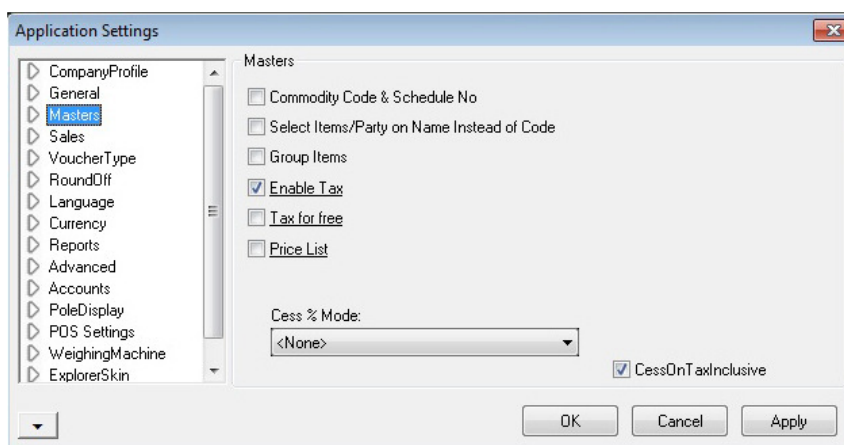 Application Settings
CompanyProfile
General
Masters
Sales
VoucherType
RoundOff
Language
Currency
Reports
Advanced
Accounts
PoleDisplay
POS Settings
WeighingMachine
ExplorerSkin
Masters
Commodity Code & Schedule No
Select Items/Party on Name Instead of Code
Group Items
Enable Tax
Tax for free
Price List
Cess % Mode:
<None>
CessOnTaxInclusive
OK
Cancel
Apply